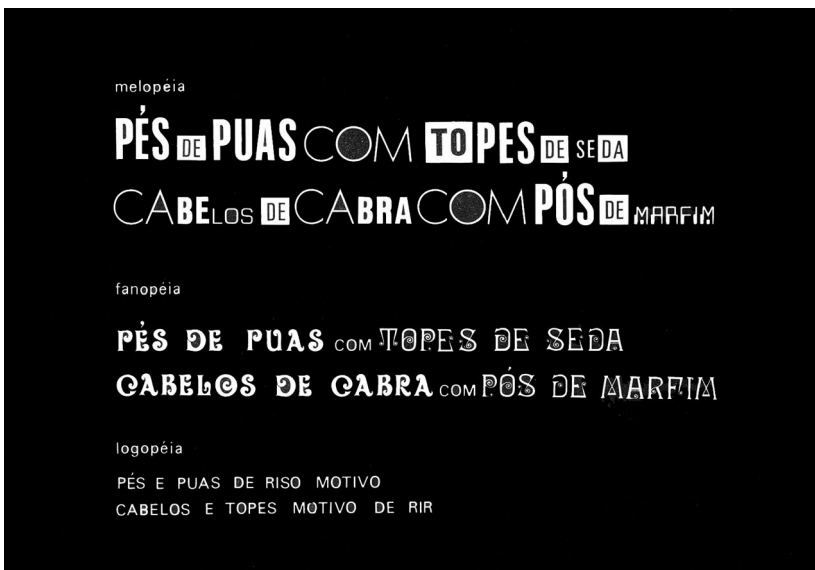 melopéia
PÉS DE PUAS COM TOPES DE SEDA
CABELOS DE CABRA COM PÓS DE MARFIM
fanopéia
PÉS DE PUAS COM TOPES DE SEDA
CABELOS DE CABRA COM PÓS DE MARFIM
logopéia
PÉS E PUAS DE RISO MOTIVO
CABELOS E TOPES MOTIVO DE RIR